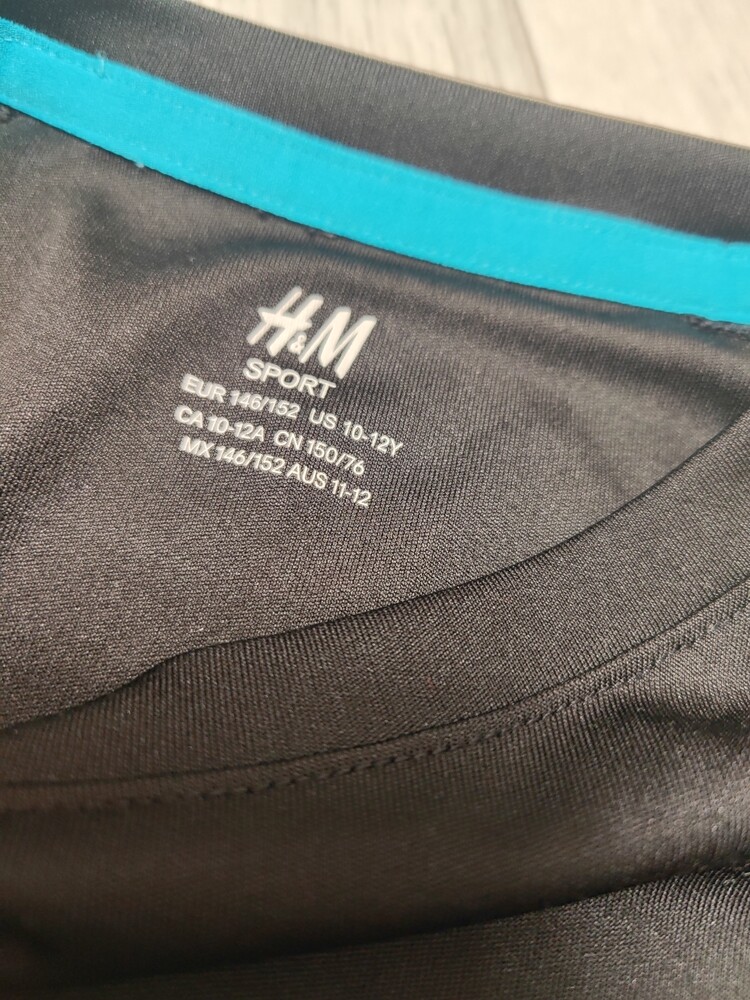 H&M
SPORT
EUR 146/152 US 10-12Y
CA 10-12A CN 150/76
MX 146/152 AUS 11-12